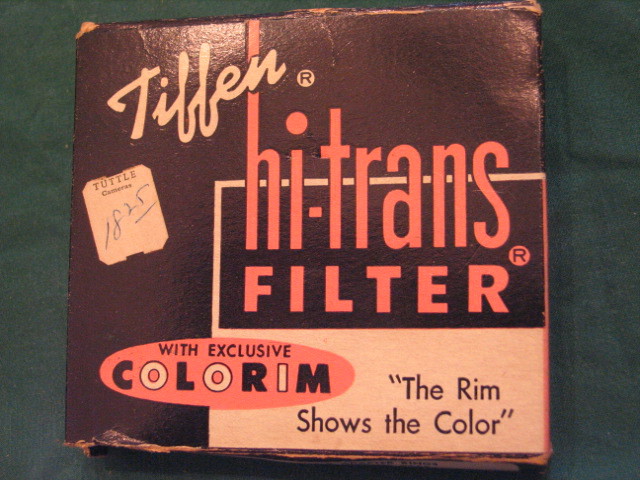 Tiffen ®
hi-trans ®
FILTER
TUTTLE
Cameras
18 25
WITH EXCLUSIVE
COLORIM
"The Rim
Shows the Color"